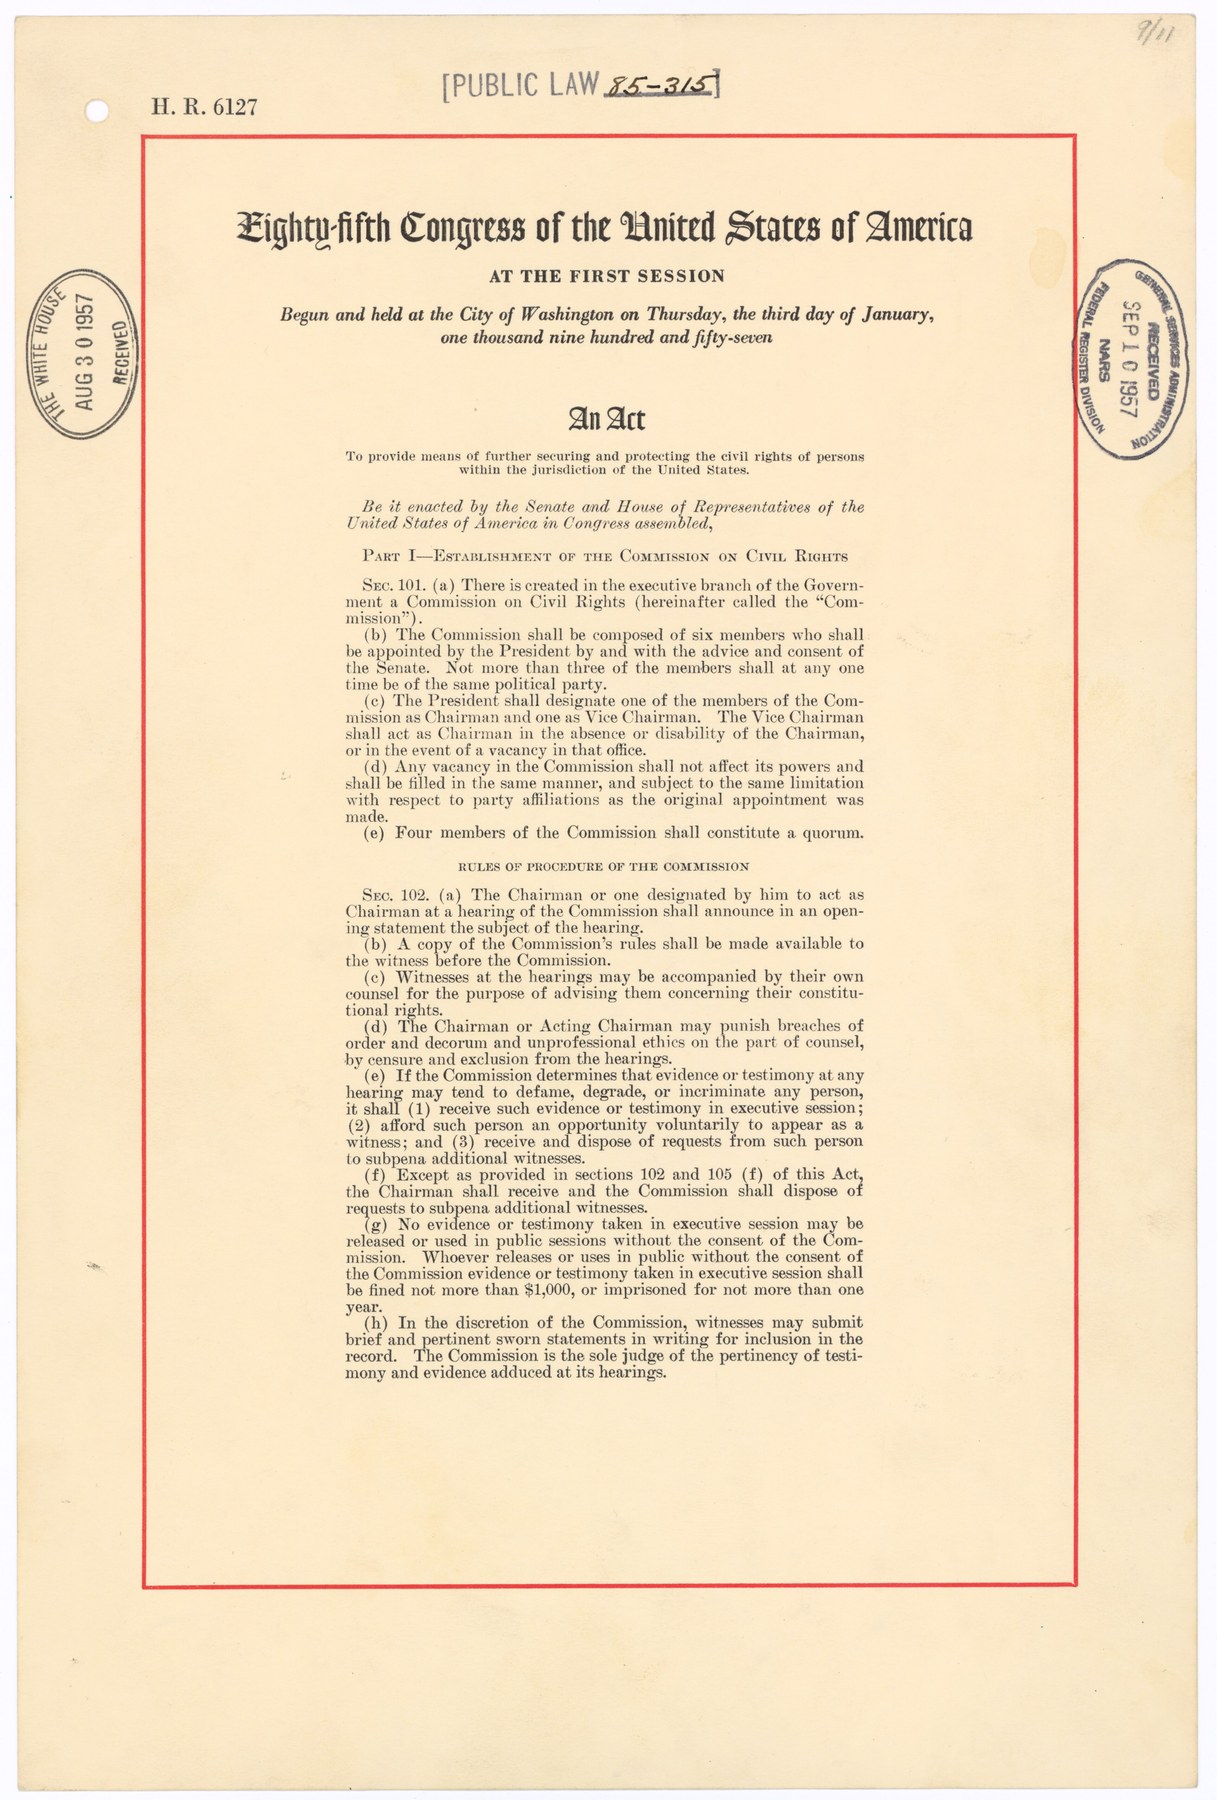 9/11
[PUBLIC LAW 85-315]
H. R. 6127
Eighty-fifth Congress of the United States of America
AT THE FIRST SESSION
Begun and held at the City of Washington on Thursday, the third day of January,
one thousand nine hundred and fifty-seven
THE WHITE HOUSE
AUG 30 1957
RECEIVED
GENERAL SERVICES ADMINISTRATION
RECEIVED
SEP 10 1957
NARS
FEDERAL REGISTER DIVISION
An Act
To provide means of further securing and protecting the civil rights of persons
within the jurisdiction of the United States.
Be it enacted by the Senate and House of Representatives of the
United States of America in Congress assembled,
PART I—ESTABLISHMENT OF THE COMMISSION ON CIVIL RIGHTS
SEC. 101. (a) There is created in the executive branch of the Govern-
ment a Commission on Civil Rights (hereinafter called the “Com-
mission”).
(b) The Commission shall be composed of six members who shall
be appointed by the President by and with the advice and consent of
the Senate. Not more than three of the members shall at any one
time be of the same political party.
(c) The President shall designate one of the members of the Com-
mission as Chairman and one as Vice Chairman. The Vice Chairman
shall act as Chairman in the absence or disability of the Chairman,
or in the event of a vacancy in that office.
(d) Any vacancy in the Commission shall not affect its powers and
shall be filled in the same manner, and subject to the same limitation
with respect to party affiliations as the original appointment was
made.
(e) Four members of the Commission shall constitute a quorum.
RULES OF PROCEDURE OF THE COMMISSION
SEC. 102. (a) The Chairman or one designated by him to act as
Chairman at a hearing of the Commission shall announce in an open-
ing statement the subject of the hearing.
(b) A copy of the Commission’s rules shall be made available to
the witness before the Commission.
(c) Witnesses at the hearings may be accompanied by their own
counsel for the purpose of advising them concerning their constitu-
tional rights.
(d) The Chairman or Acting Chairman may punish breaches of
order and decorum and unprofessional ethics on the part of counsel,
by censure and exclusion from the hearings.
(e) If the Commission determines that evidence or testimony at any
hearing may tend to defame, degrade, or incriminate any person,
it shall (1) receive such evidence or testimony in executive session;
(2) afford such person an opportunity voluntarily to appear as a
witness; and (3) receive and dispose of requests from such person
to subpena additional witnesses.
(f) Except as provided in sections 102 and 105 (f) of this Act,
the Chairman shall receive and the Commission shall dispose of
requests to subpena additional witnesses.
(g) No evidence or testimony taken in executive session may be
released or used in public sessions without the consent of the Com-
mission. Whoever releases or uses in public without the consent of
the Commission evidence or testimony taken in executive session shall
be fined not more than $1,000, or imprisoned for not more than one
year.
(h) In the discretion of the Commission, witnesses may submit
brief and pertinent sworn statements in writing for inclusion in the
record. The Commission is the sole judge of the pertinency of testi-
mony and evidence adduced at its hearings.